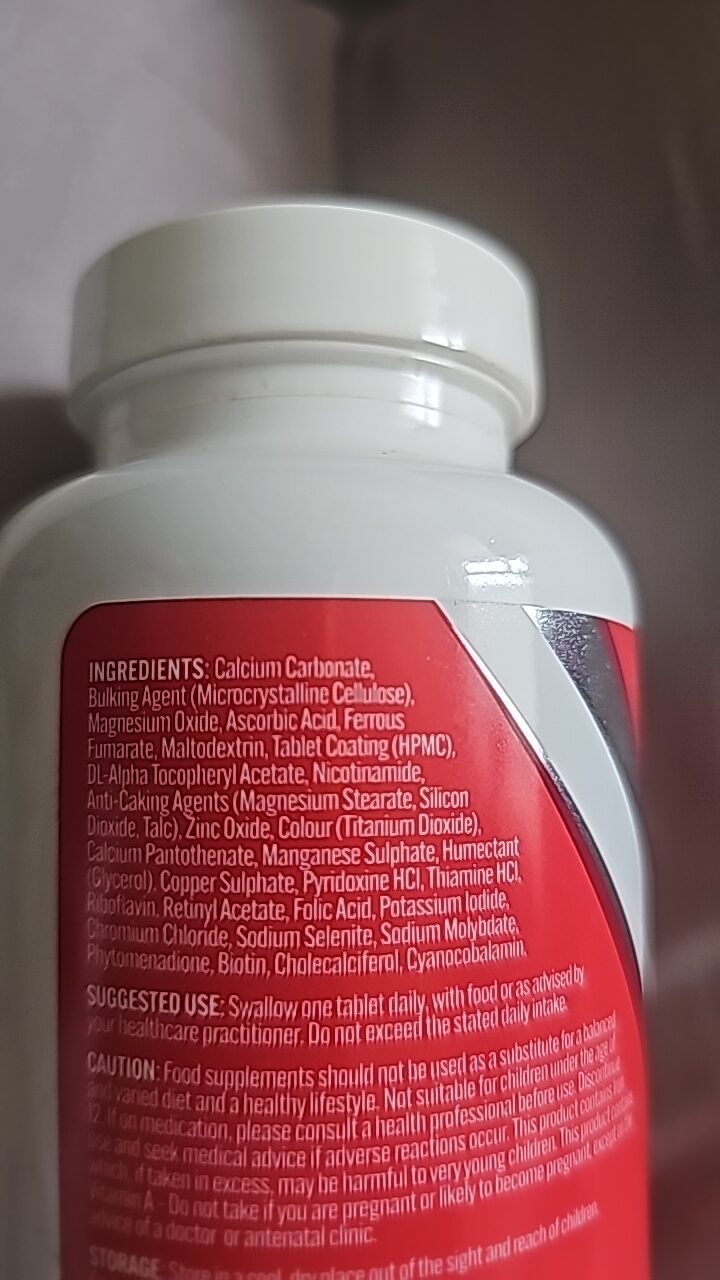 INGREDIENTS: Calcium Carbonate,
Bulking Agent (Microcrystalline Cellulose),
Magnesium Oxide, Ascorbic Acid, Ferrous
Fumarate, Maltodextrin, Tablet Coating (HPMC),
DL-Alpha Tocopheryl Acetate, Nicotinamide,
Anti-Caking Agents (Magnesium Stearate, Silicon
Dioxide, Talc), Zinc Oxide, Colour (Titanium Dioxide),
Calcium Pantothenate, Manganese Sulphate, Humectant
(Glycerol), Copper Sulphate, Pyridoxine HCl, Thiamine HCl,
Riboflavin, Retinyl Acetate, Folic Acid, Potassium Iodide,
Chromium Chloride, Sodium Selenite, Sodium Molybdate,
Phytomenadione, Biotin, Cholecalciferol, Cyanocobalamin.
SUGGESTED USE: Swallow one tablet daily, with food or as advised by
your healthcare practitioner. Do not exceed the stated daily intake.
CAUTION: Food supplements should not be used as a substitute for a balanced
and varied diet and a healthy lifestyle. Not suitable for children under the age of
12. If on medication, please consult a health professional before use. Discontinue
use and seek medical advice if adverse reactions occur. This product contains Iron
which, if taken in excess, may be harmful to very young children. This product contains
Vitamin A - Do not take if you are pregnant or likely to become pregnant, except on the
advice of a doctor or antenatal clinic.
STORAGE: Store in a cool, dry place out of the sight and reach of children.